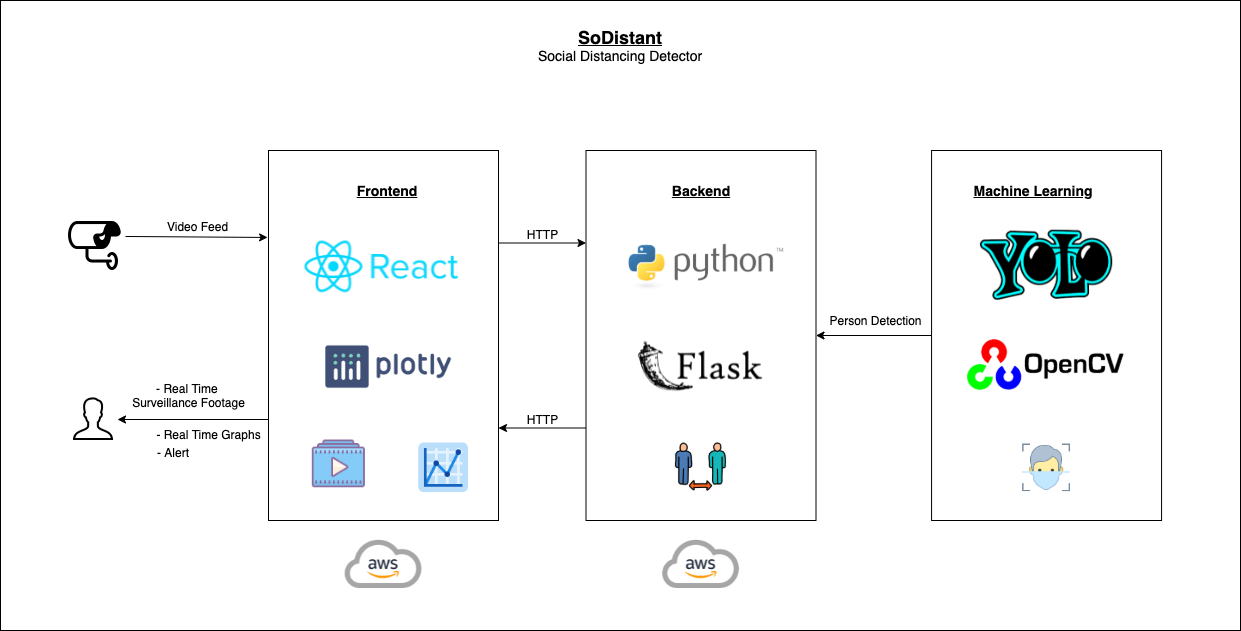 SoDistant
Social Distancing Detector
Frontend
Backend
Machine Learning
Video Feed
HTTP
React
python™
YOLO
Person Detection
plotly
Flask
OpenCV
- Real Time
Surveillance Footage
- Real Time Graphs
- Alert
HTTP
aws
aws